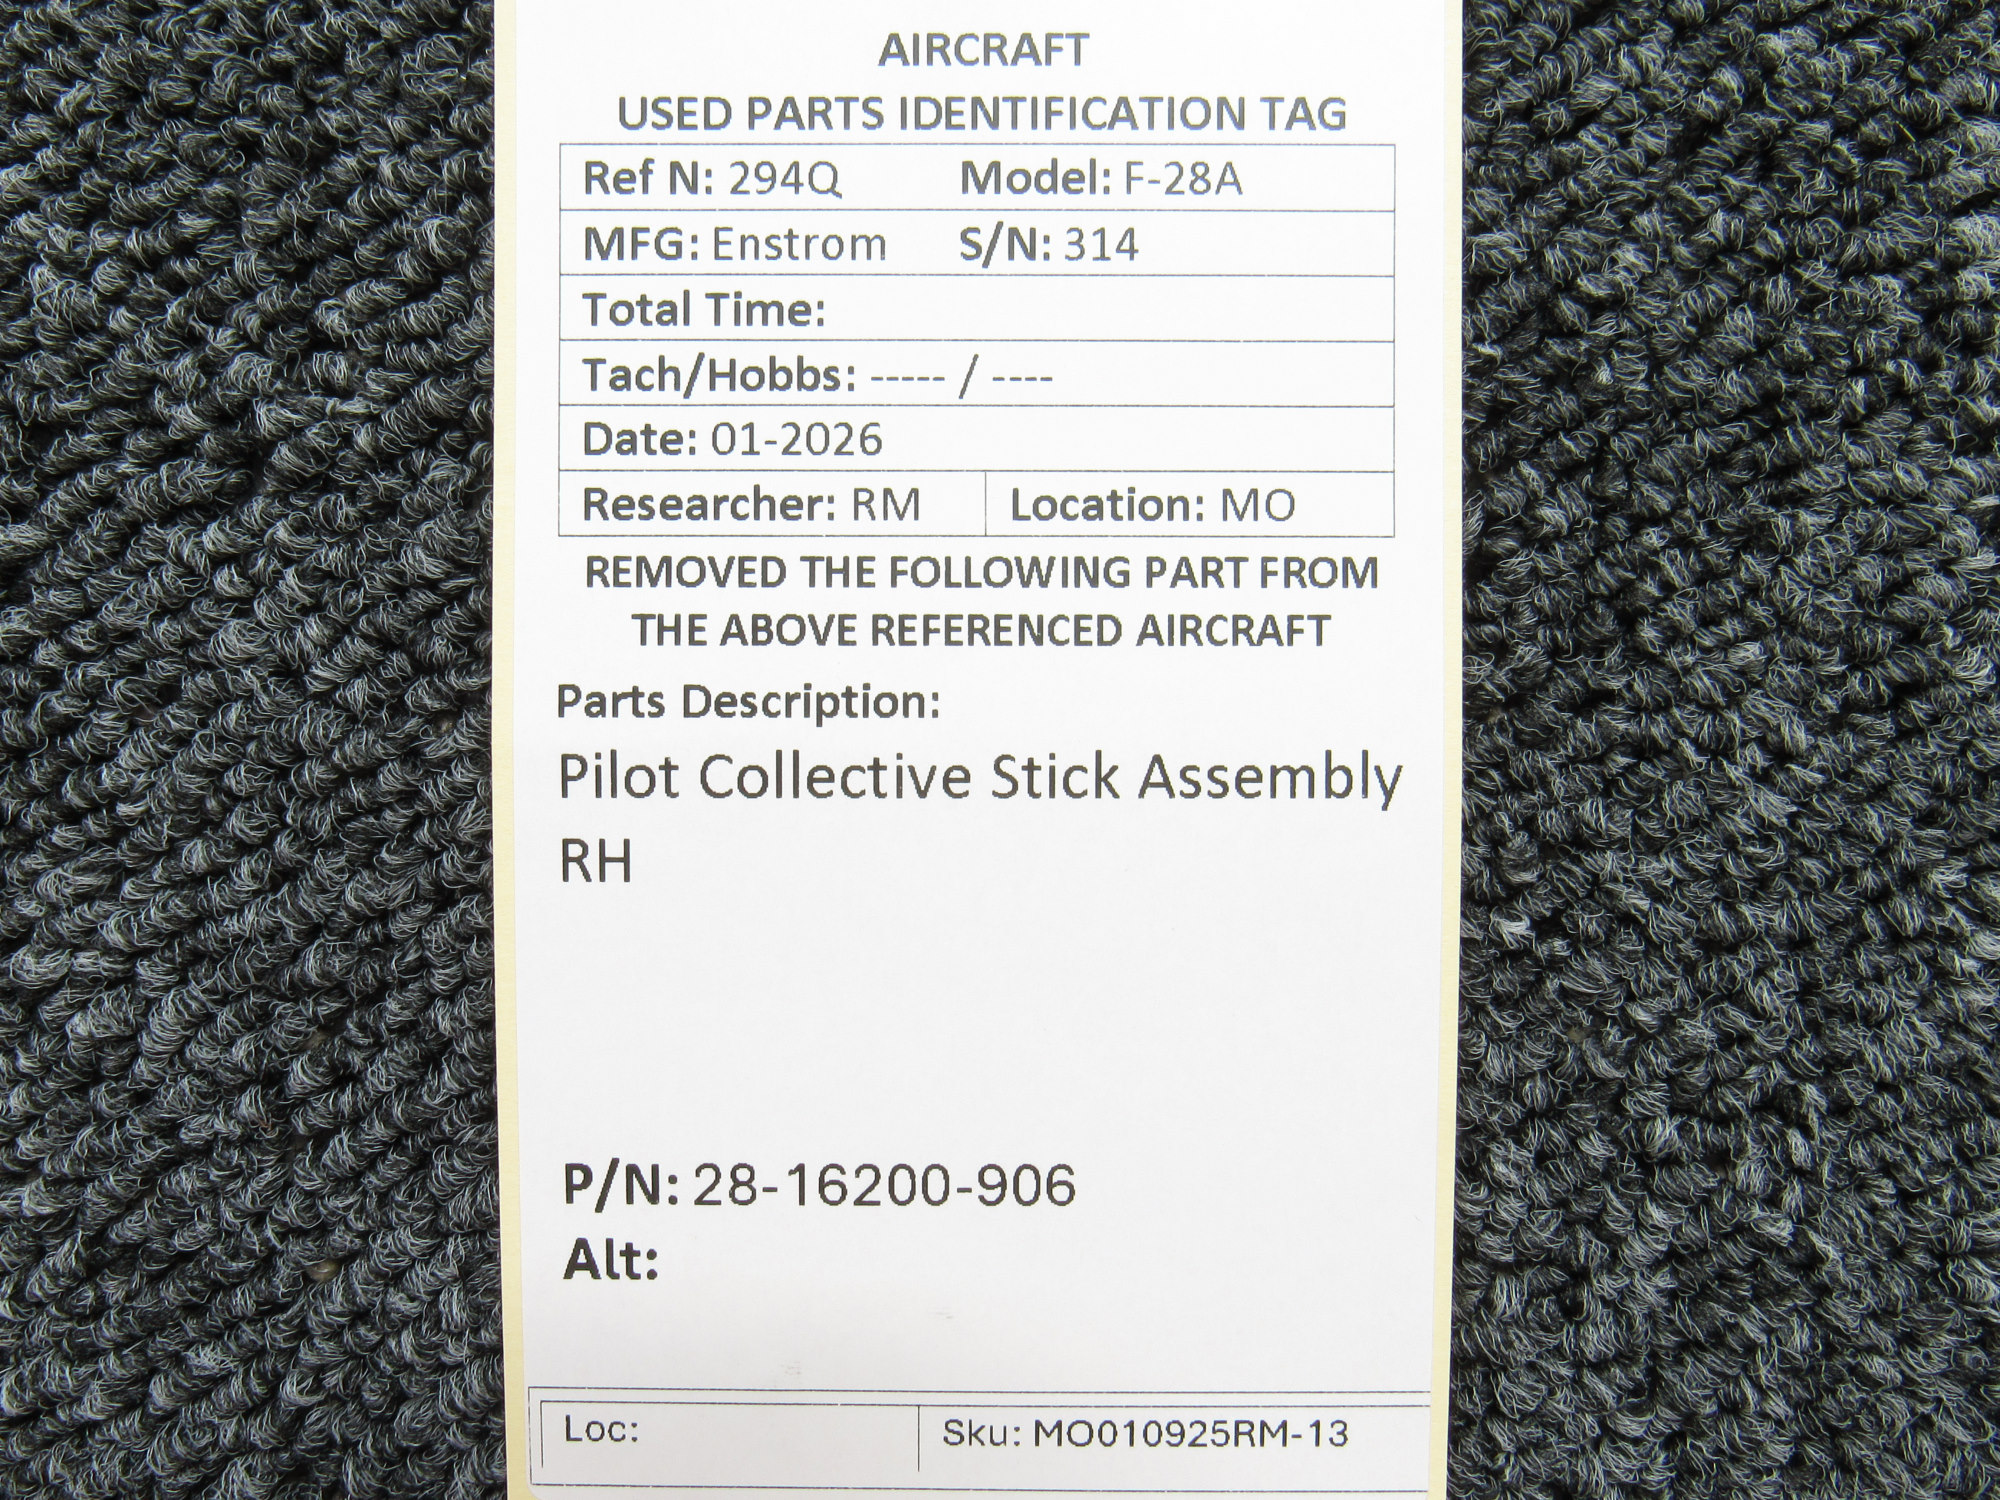 AIRCRAFT
USED PARTS IDENTIFICATION TAG
Ref N: 294Q Model: F-28A
MFG: Enstrom S/N: 314
Total Time:
Tach/Hobbs: ----- / ----
Date: 01-2026
Researcher: RM Location: MO
REMOVED THE FOLLOWING PART FROM
THE ABOVE REFERENCED AIRCRAFT
Parts Description:
Pilot Collective Stick Assembly
RH
P/N: 28-16200-906
Alt:
Loc: Sku: MO010925RM-13